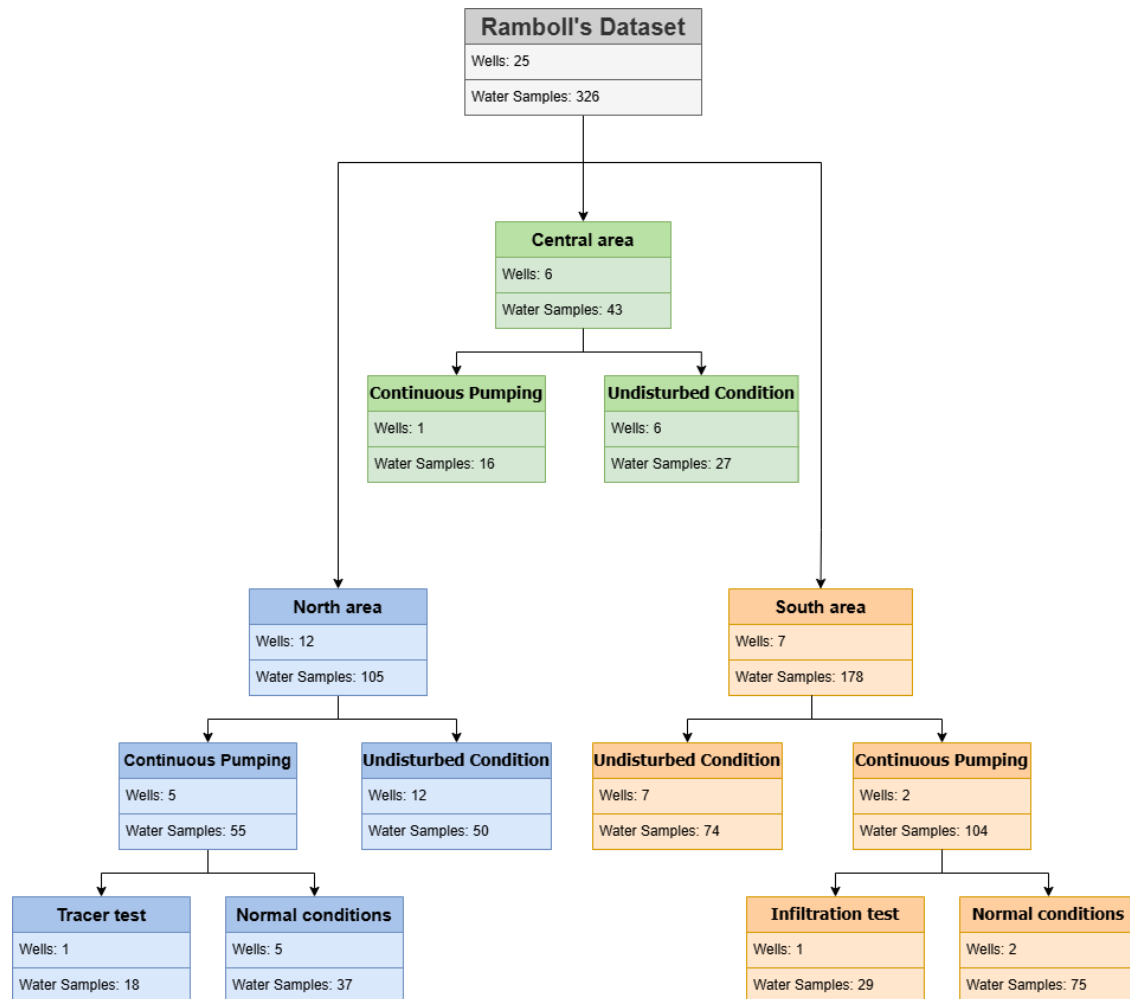 Ramboll's Dataset
Wells: 25
Water Samples: 326
Central area
Wells: 6
Water Samples: 43
Continuous Pumping
Wells: 1
Water Samples: 16
Undisturbed Condition
Wells: 6
Water Samples: 27
North area
Wells: 12
Water Samples: 105
South area
Wells: 7
Water Samples: 178
Continuous Pumping
Wells: 5
Water Samples: 55
Undisturbed Condition
Wells: 12
Water Samples: 50
Undisturbed Condition
Wells: 7
Water Samples: 74
Continuous Pumping
Wells: 2
Water Samples: 104
Tracer test
Wells: 1
Water Samples: 18
Normal conditions
Wells: 5
Water Samples: 37
Infiltration test
Wells: 1
Water Samples: 29
Normal conditions
Wells: 2
Water Samples: 75